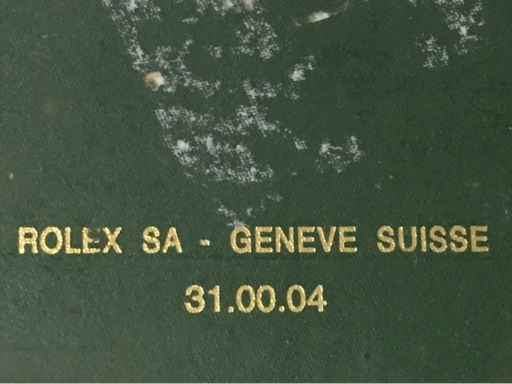 ROLEX SA - GENEVE SUISSE
31.00.04